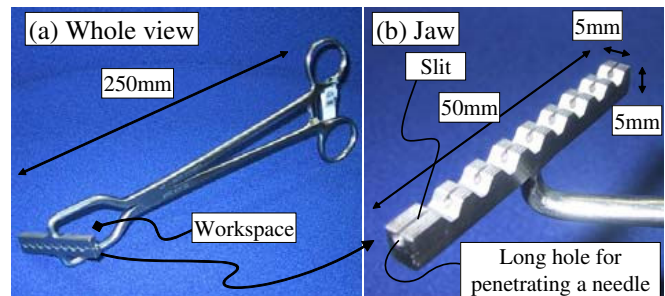 (a) Whole view
250mm
Workspace
(b) Jaw
5mm
Slit
50mm
5mm
Long hole for
penetrating a needle